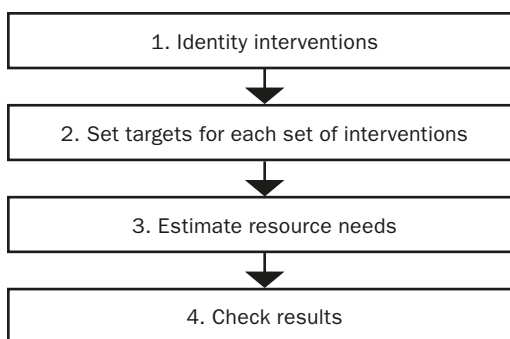 1. Identity interventions
2. Set targets for each set of interventions
3. Estimate resource needs
4. Check results